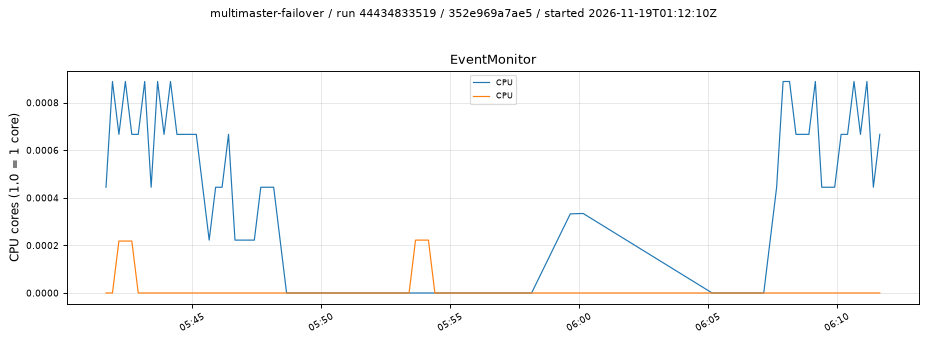 multimaster-failover / run 44434833519 / 352e969a7ae5 / started 2026-11-19T01:12:10Z
EventMonitor
CPU
CPU
CPU cores (1.0 = 1 core)
0.0008
0.0006
0.0004
0.0002
0.0000
05:45
05:50
05:55
06:00
06:05
06:10